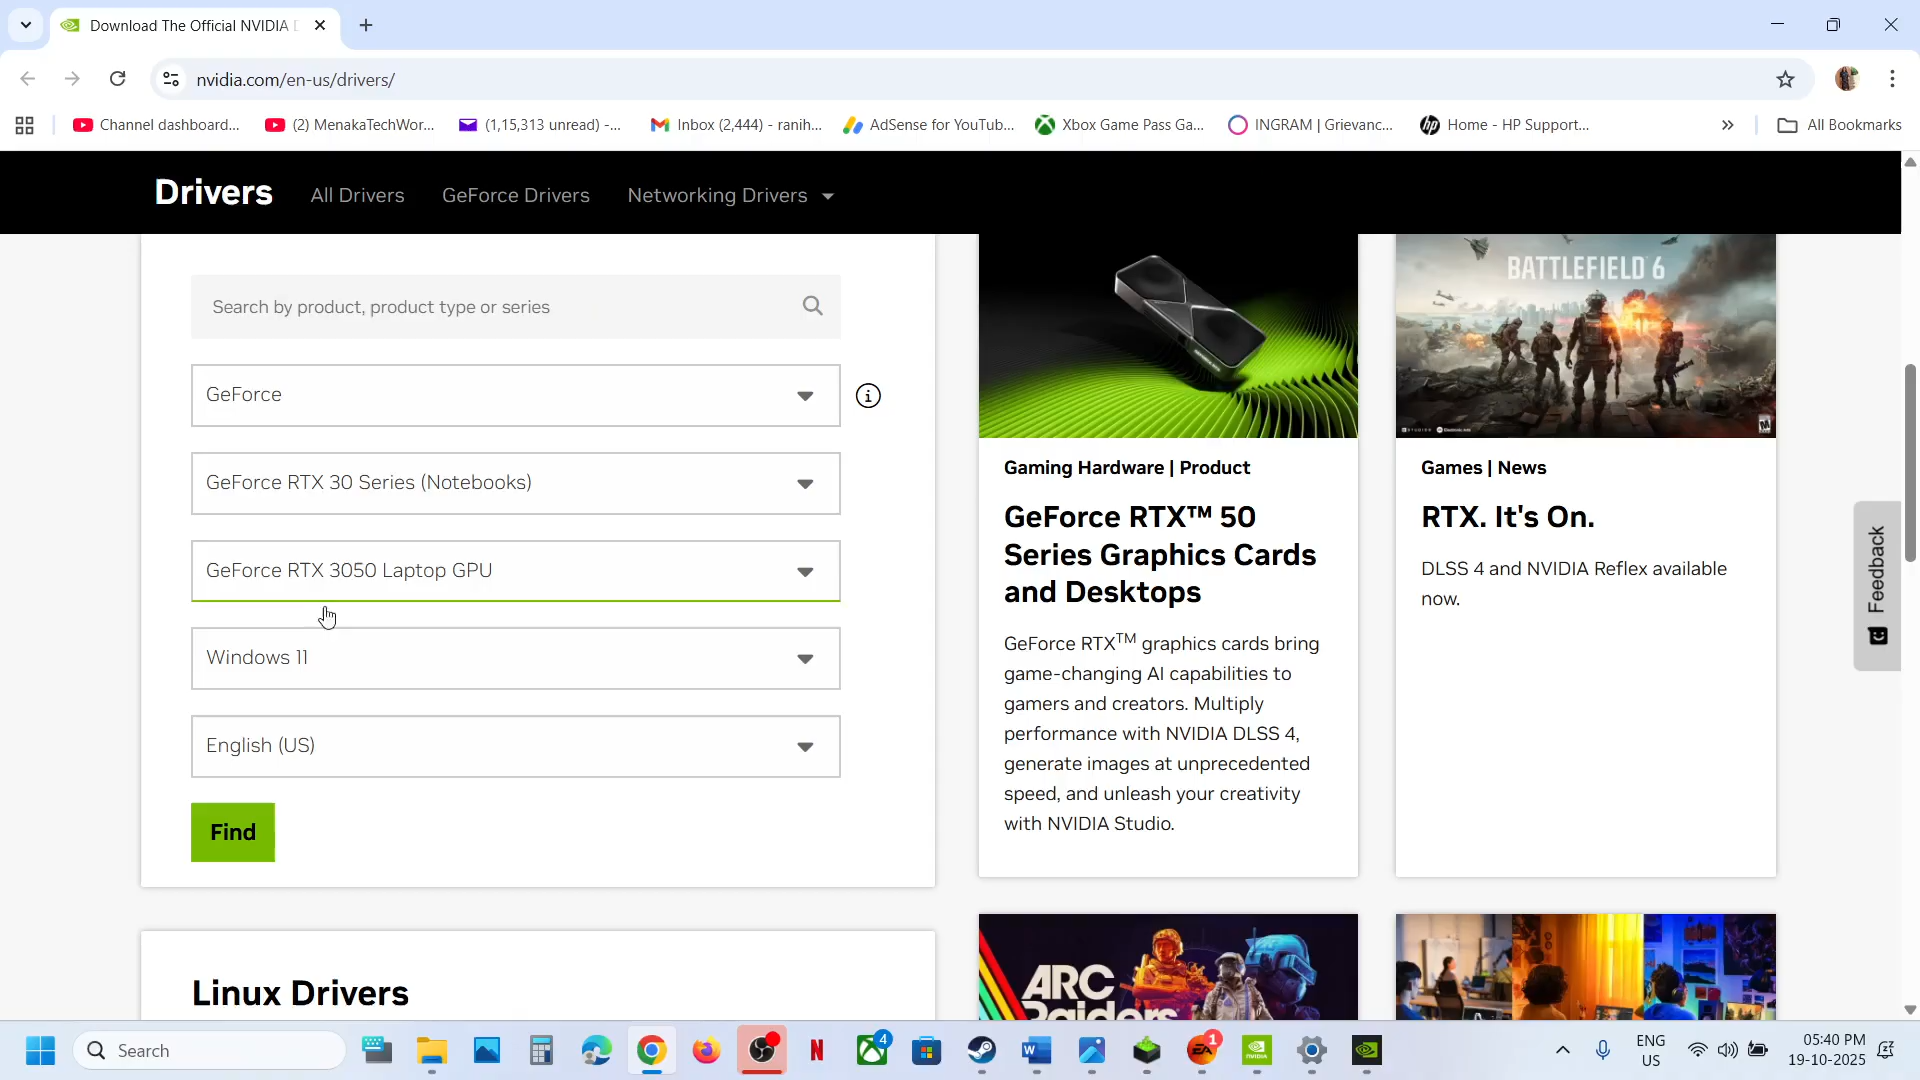 Download The Official NVIDIA D
nvidia.com/en-us/drivers/
Channel dashboard...
(2) MenakaTechWor...
(1,15,313 unread) -...
Inbox (2,444) - ranih...
AdSense for YouTub...
Xbox Game Pass Ga...
INGRAM | Grievanc...
Home - HP Support...
All Bookmarks
Drivers
All Drivers
GeForce Drivers
Networking Drivers
Search by product, product type or series
GeForce
GeForce RTX 30 Series (Notebooks)
GeForce RTX 3050 Laptop GPU
Windows 11
English (US)
Find
Linux Drivers
Gaming Hardware | Product
GeForce RTX™ 50
Series Graphics Cards
and Desktops
GeForce RTX™ graphics cards bring
game-changing AI capabilities to
gamers and creators. Multiply
performance with NVIDIA DLSS 4,
generate images at unprecedented
speed, and unleash your creativity
with NVIDIA Studio.
BATTLEFIELD 6
Games | News
RTX. It's On.
DLSS 4 and NVIDIA Reflex available
now.
ARC
Raiders
Feedback
Search
4
1
ENG
US
05:40 PM
19-10-2025